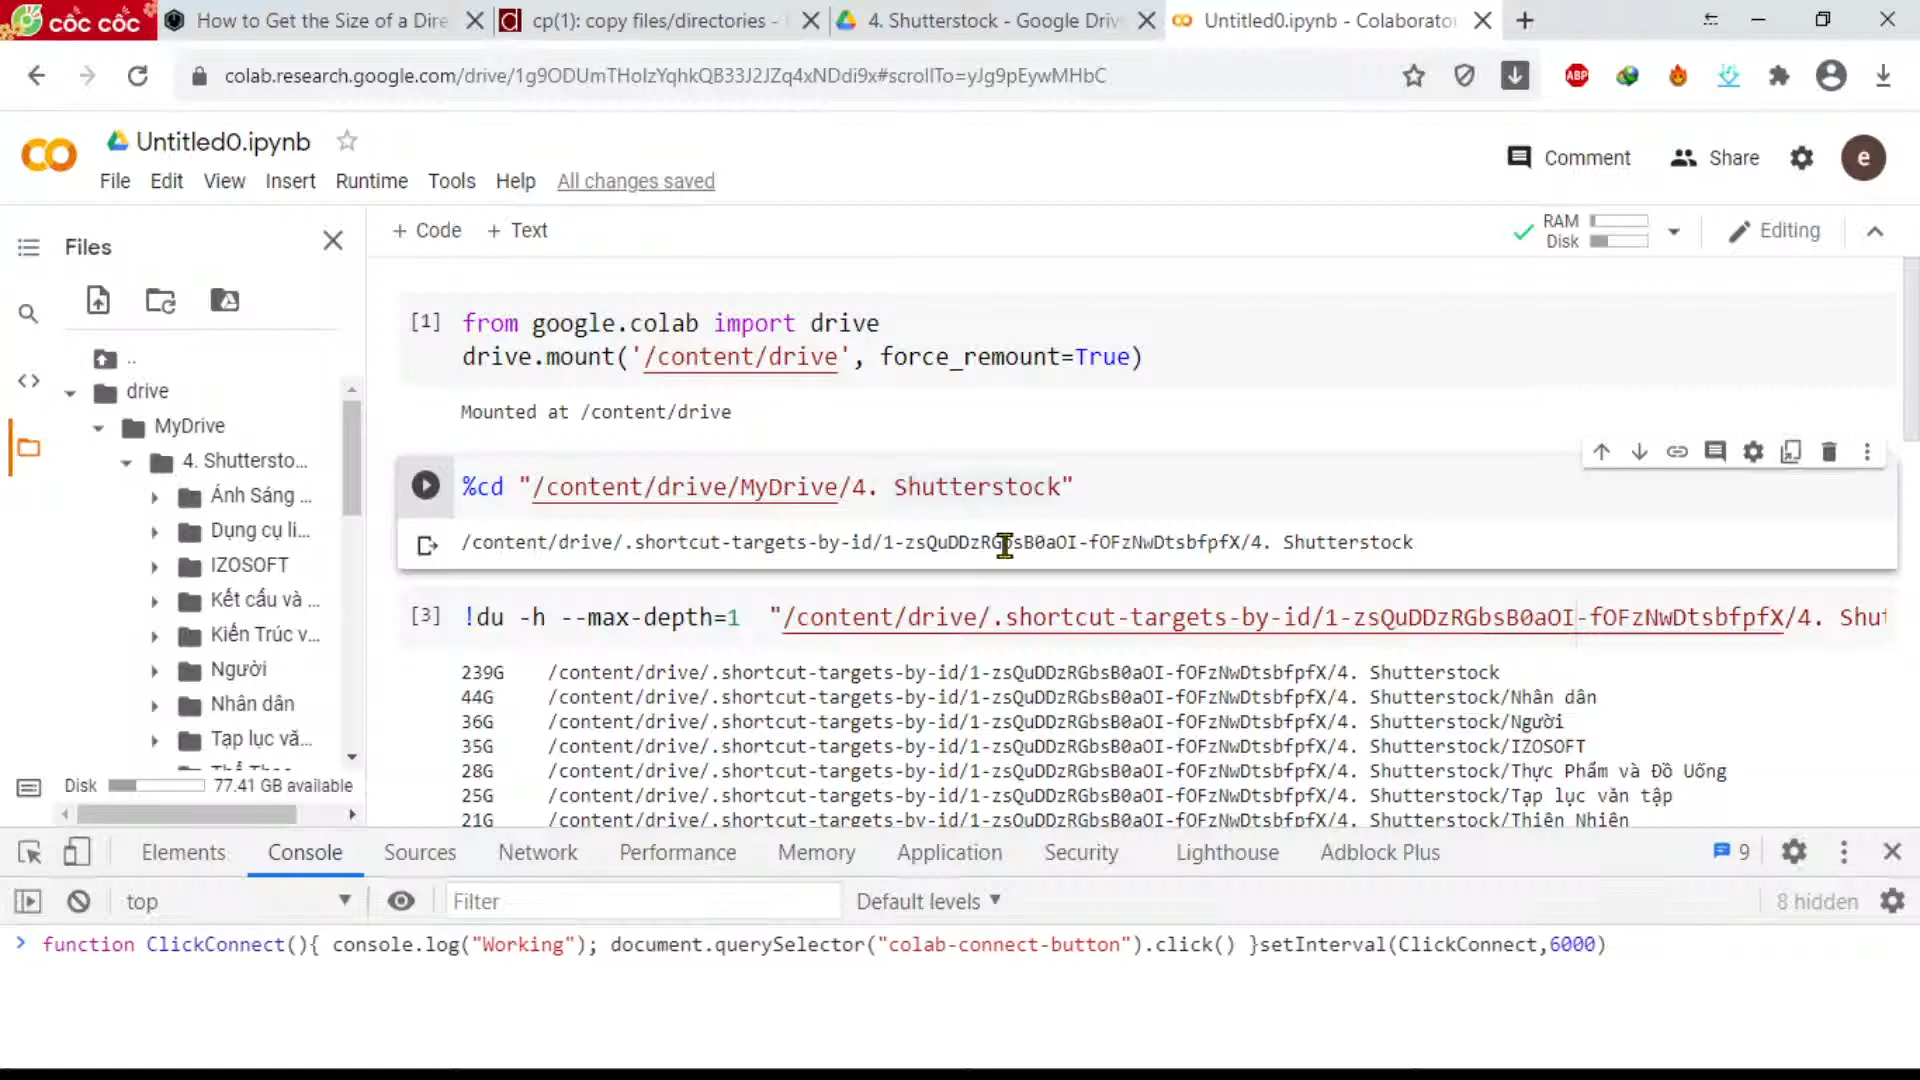 cốc cốc
How to Get the Size of a Dire
cp(1): copy files/directories -
4. Shutterstock - Google Driv
Untitled0.ipynb - Colaborato
colab.research.google.com/drive/1g9ODUmTHoIzYqhkQB33J2JZq4xNDdi9x#scrollTo=yJg9pEywMHbC
ABP
Untitled0.ipynb
Comment
Share
e
File Edit View Insert Runtime Tools Help All changes saved
Files
+ Code + Text
RAM
Disk
Editing
..
drive
MyDrive
4. Shuttersto...
Ánh Sáng ...
Dụng cụ li...
IZOSOFT
Kết cấu và ...
Kiến Trúc v...
Người
Nhân dân
Tạp lục vă...
Disk 77.41 GB available
[1] from google.colab import drive
drive.mount('/content/drive', force_remount=True)
Mounted at /content/drive
%cd "/content/drive/MyDrive/4. Shutterstock"
/content/drive/.shortcut-targets-by-id/1-zsQuDDzRGbsB0aOI-fOFzNwDtsbfpfX/4. Shutterstock
[3] !du -h --max-depth=1 "/content/drive/.shortcut-targets-by-id/1-zsQuDDzRGbsB0aOI-fOFzNwDtsbfpfX/4. Shut
239G /content/drive/.shortcut-targets-by-id/1-zsQuDDzRGbsB0aOI-fOFzNwDtsbfpfX/4. Shutterstock
44G /content/drive/.shortcut-targets-by-id/1-zsQuDDzRGbsB0aOI-fOFzNwDtsbfpfX/4. Shutterstock/Nhân dân
36G /content/drive/.shortcut-targets-by-id/1-zsQuDDzRGbsB0aOI-fOFzNwDtsbfpfX/4. Shutterstock/Người
35G /content/drive/.shortcut-targets-by-id/1-zsQuDDzRGbsB0aOI-fOFzNwDtsbfpfX/4. Shutterstock/IZOSOFT
28G /content/drive/.shortcut-targets-by-id/1-zsQuDDzRGbsB0aOI-fOFzNwDtsbfpfX/4. Shutterstock/Thực Phẩm và Đồ Uống
25G /content/drive/.shortcut-targets-by-id/1-zsQuDDzRGbsB0aOI-fOFzNwDtsbfpfX/4. Shutterstock/Tạp lục văn tập
21G /content/drive/.shortcut-targets-by-id/1-zsQuDDzRGbsB0aOI-fOFzNwDtsbfpfX/4. Shutterstock/Thiên Nhiên
Elements Console Sources Network Performance Memory Application Security Lighthouse Adblock Plus 9
top Filter Default levels 8 hidden
function ClickConnect(){ console.log("Working"); document.querySelector("colab-connect-button").click() }setInterval(ClickConnect,6000)